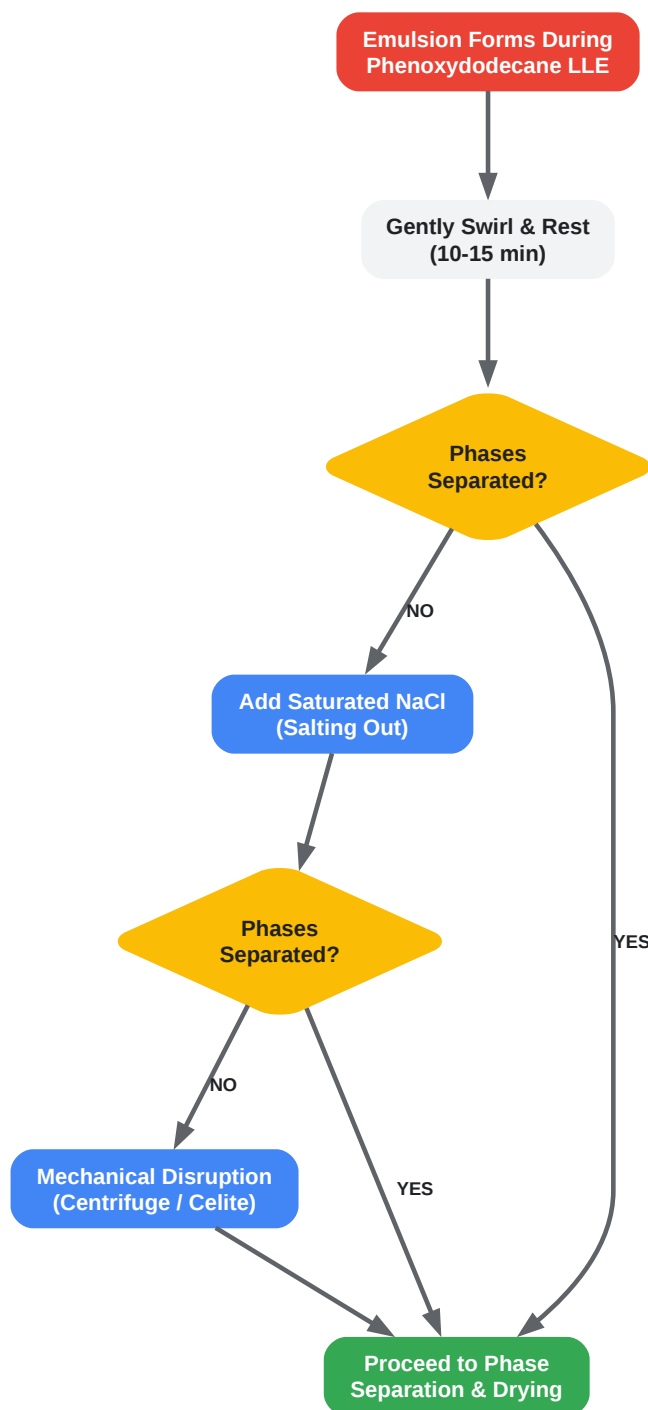 Emulsion Forms During
Phenoxydodecane LLE
Gently Swirl & Rest
(10-15 min)
Phases
Separated?
NO
Add Saturated NaCl
(Salting Out)
Phases
Separated?
YES
NO
Mechanical Disruption
(Centrifuge / Celite)
YES
Proceed to Phase
Separation & Drying